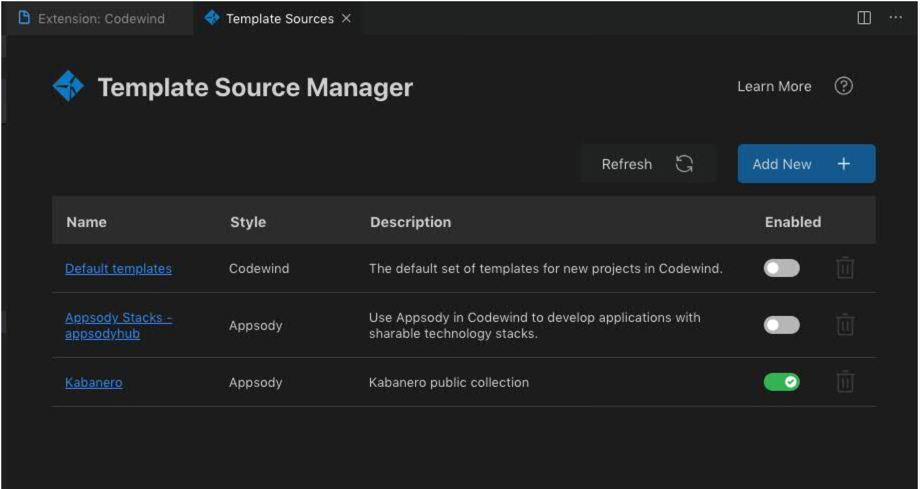 Extension: Codewind
Template Sources
Template Source Manager
Learn More
Refresh
Add New
Name Style Description Enabled
Default templates Codewind The default set of templates for new projects in Codewind.
Appsody Stacks -
appsodyhub
Appsody
Use Appsody in Codewind to develop applications with
sharable technology stacks.
Kabanero Appsody Kabanero public collection